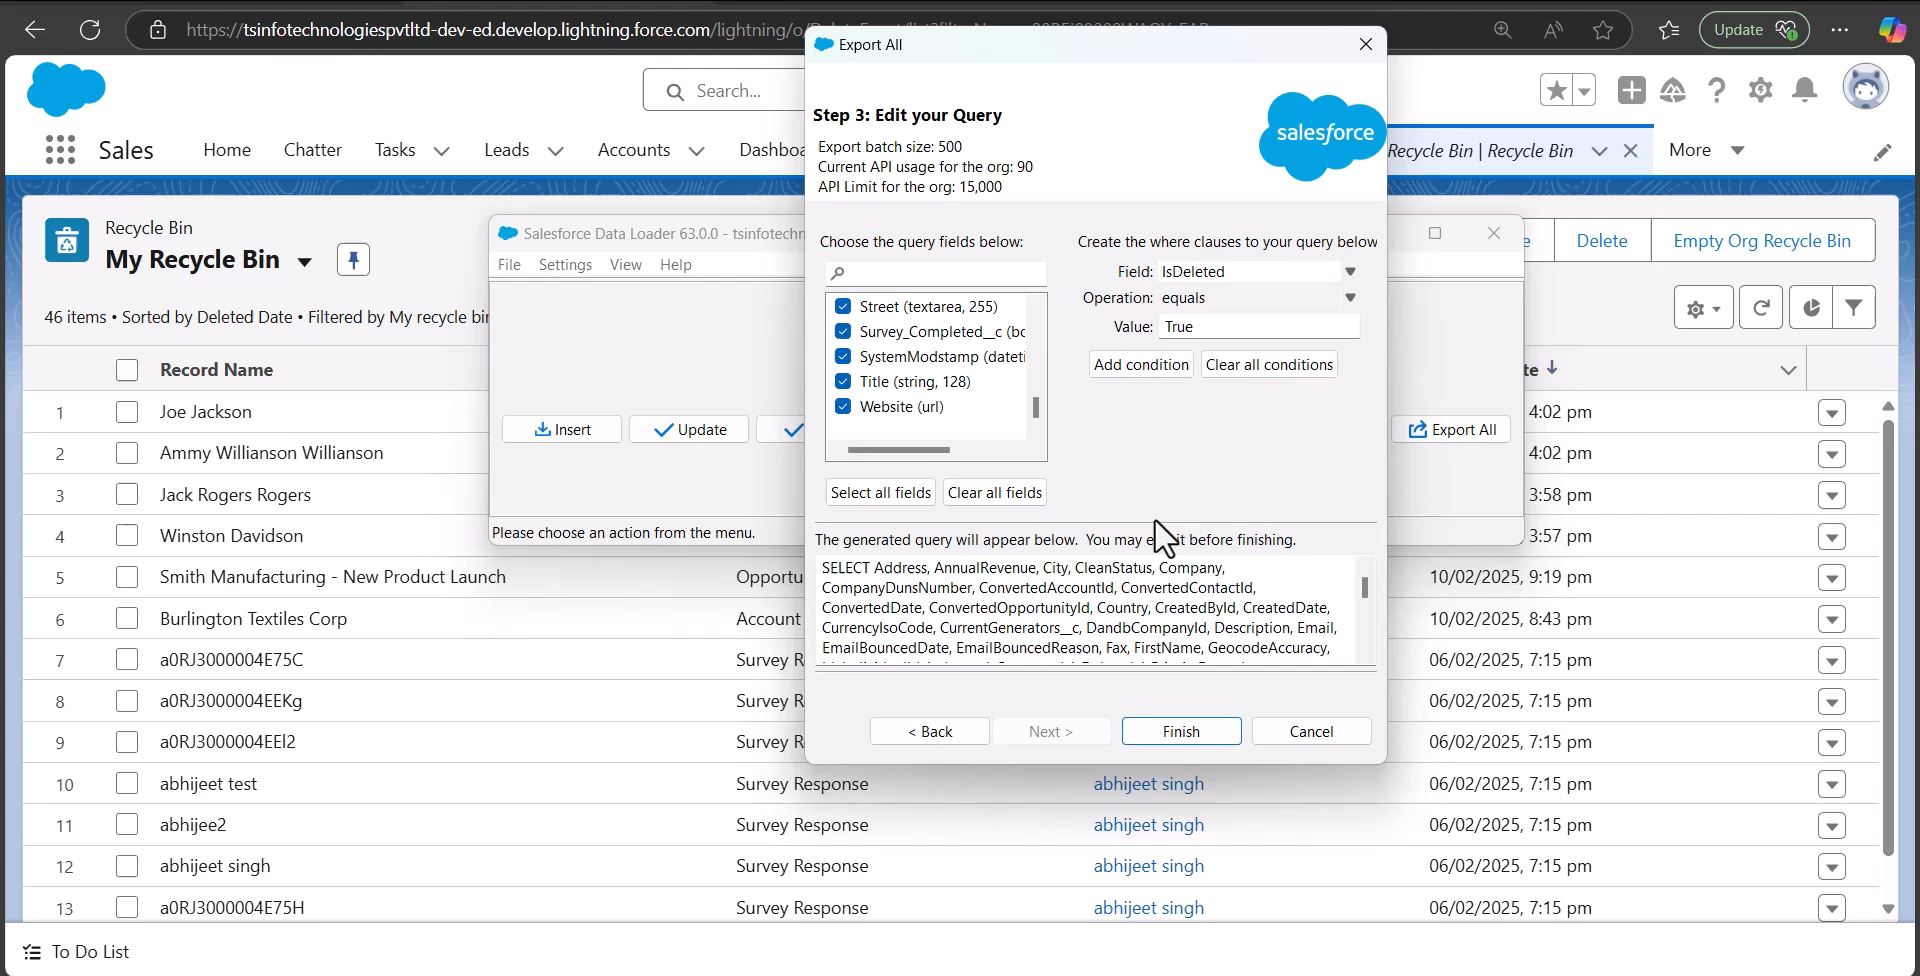 https://tsinfotechnologiespvtltd-dev-ed.develop.lightning.force.com/lightning/o/
Update
Export All
Search...
Step 3: Edit your Query
salesforce
Export batch size: 500
Current API usage for the org: 90
API Limit for the org: 15,000
Sales
Home
Chatter
Tasks
Leads
Accounts
Dashboa
Recycle Bin | Recycle Bin
More
Recycle Bin
My Recycle Bin
46 items • Sorted by Deleted Date • Filtered by My recycle bin
Delete
Empty Org Recycle Bin
Salesforce Data Loader 63.0.0 - tsinfotechn
File Settings View Help
Choose the query fields below:
Create the where clauses to your query below
Field: IsDeleted
Operation: equals
Value: True
Street (textarea, 255)
Survey_Completed__c (bo
SystemModstamp (dateti
Title (string, 128)
Website (url)
Add condition
Clear all conditions
Insert
Update
Export All
Select all fields
Clear all fields
Please choose an action from the menu.
The generated query will appear below. You may it before finishing.
SELECT Address, AnnualRevenue, City, CleanStatus, Company,
CompanyDunsNumber, ConvertedAccountId, ConvertedContactId,
ConvertedDate, ConvertedOpportunityId, Country, CreatedById, CreatedDate,
CurrencyIsoCode, CurrentGenerators__c, DandbCompanyId, Description, Email,
EmailBouncedDate, EmailBouncedReason, Fax, FirstName, GeocodeAccuracy,
< Back
Next >
Finish
Cancel
Record Name
te
1 Joe Jackson 4:02 pm
2 Ammy Willianson Willianson 4:02 pm
3 Jack Rogers Rogers 3:58 pm
4 Winston Davidson 3:57 pm
5 Smith Manufacturing - New Product Launch Opportu 10/02/2025, 9:19 pm
6 Burlington Textiles Corp Account 10/02/2025, 8:43 pm
7 a0RJ3000004E75C Survey R 06/02/2025, 7:15 pm
8 a0RJ3000004EEKg Survey R 06/02/2025, 7:15 pm
9 a0RJ3000004EEl2 Survey R 06/02/2025, 7:15 pm
10 abhijeet test Survey Response abhijeet singh 06/02/2025, 7:15 pm
11 abhijee2 Survey Response abhijeet singh 06/02/2025, 7:15 pm
12 abhijeet singh Survey Response abhijeet singh 06/02/2025, 7:15 pm
13 a0RJ3000004E75H Survey Response abhijeet singh 06/02/2025, 7:15 pm
To Do List